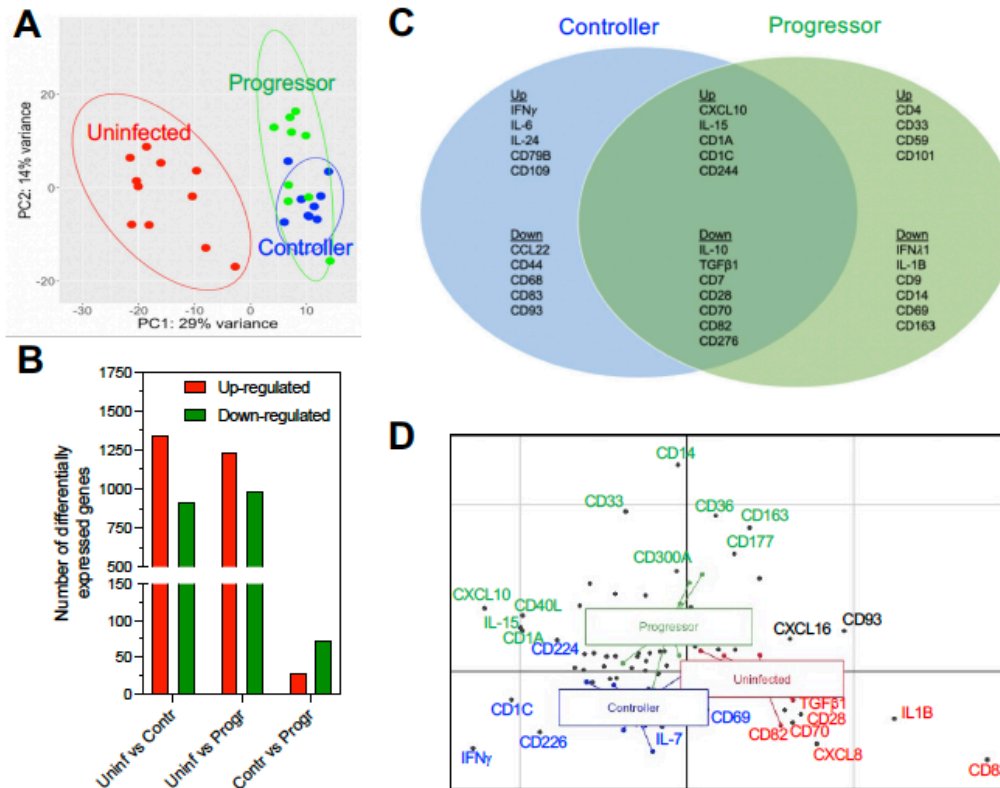 A
Progressor
Uninfected
Controller
20
0
-20
PC2: 14% variance
-30
-20
-10
0
10
PC1: 29% variance
B
1750
1500
1250
1000
750
500
150
100
50
0
Number of differentially
expressed genes
Up-regulated
Down-regulated
Uninf vs Contr
Uninf vs Progr
Contr vs Progr
C
Controller
Progressor
Up
IFNγ
IL-6
IL-24
CD79B
CD109
Down
CCL22
CD44
CD68
CD83
CD93
Up
CXCL10
IL-15
CD1A
CD1C
CD244
Down
IL-10
TGFβ1
CD7
CD28
CD70
CD82
CD276
Up
CD4
CD33
CD59
CD101
Down
IFNλ1
IL-1B
CD9
CD14
CD69
CD163
D
CD14
CD33
CD36
CD163
CD177
CD300A
CXCL10
CD40L
IL-15
CD1A
CD224
Progressor
CXCL16
CD93
Uninfected
Controller
CD1C
CD226
IFNγ
CD69
IL-7
TGFβ1
CD28
CD82
CD70
CXCL8
IL1B